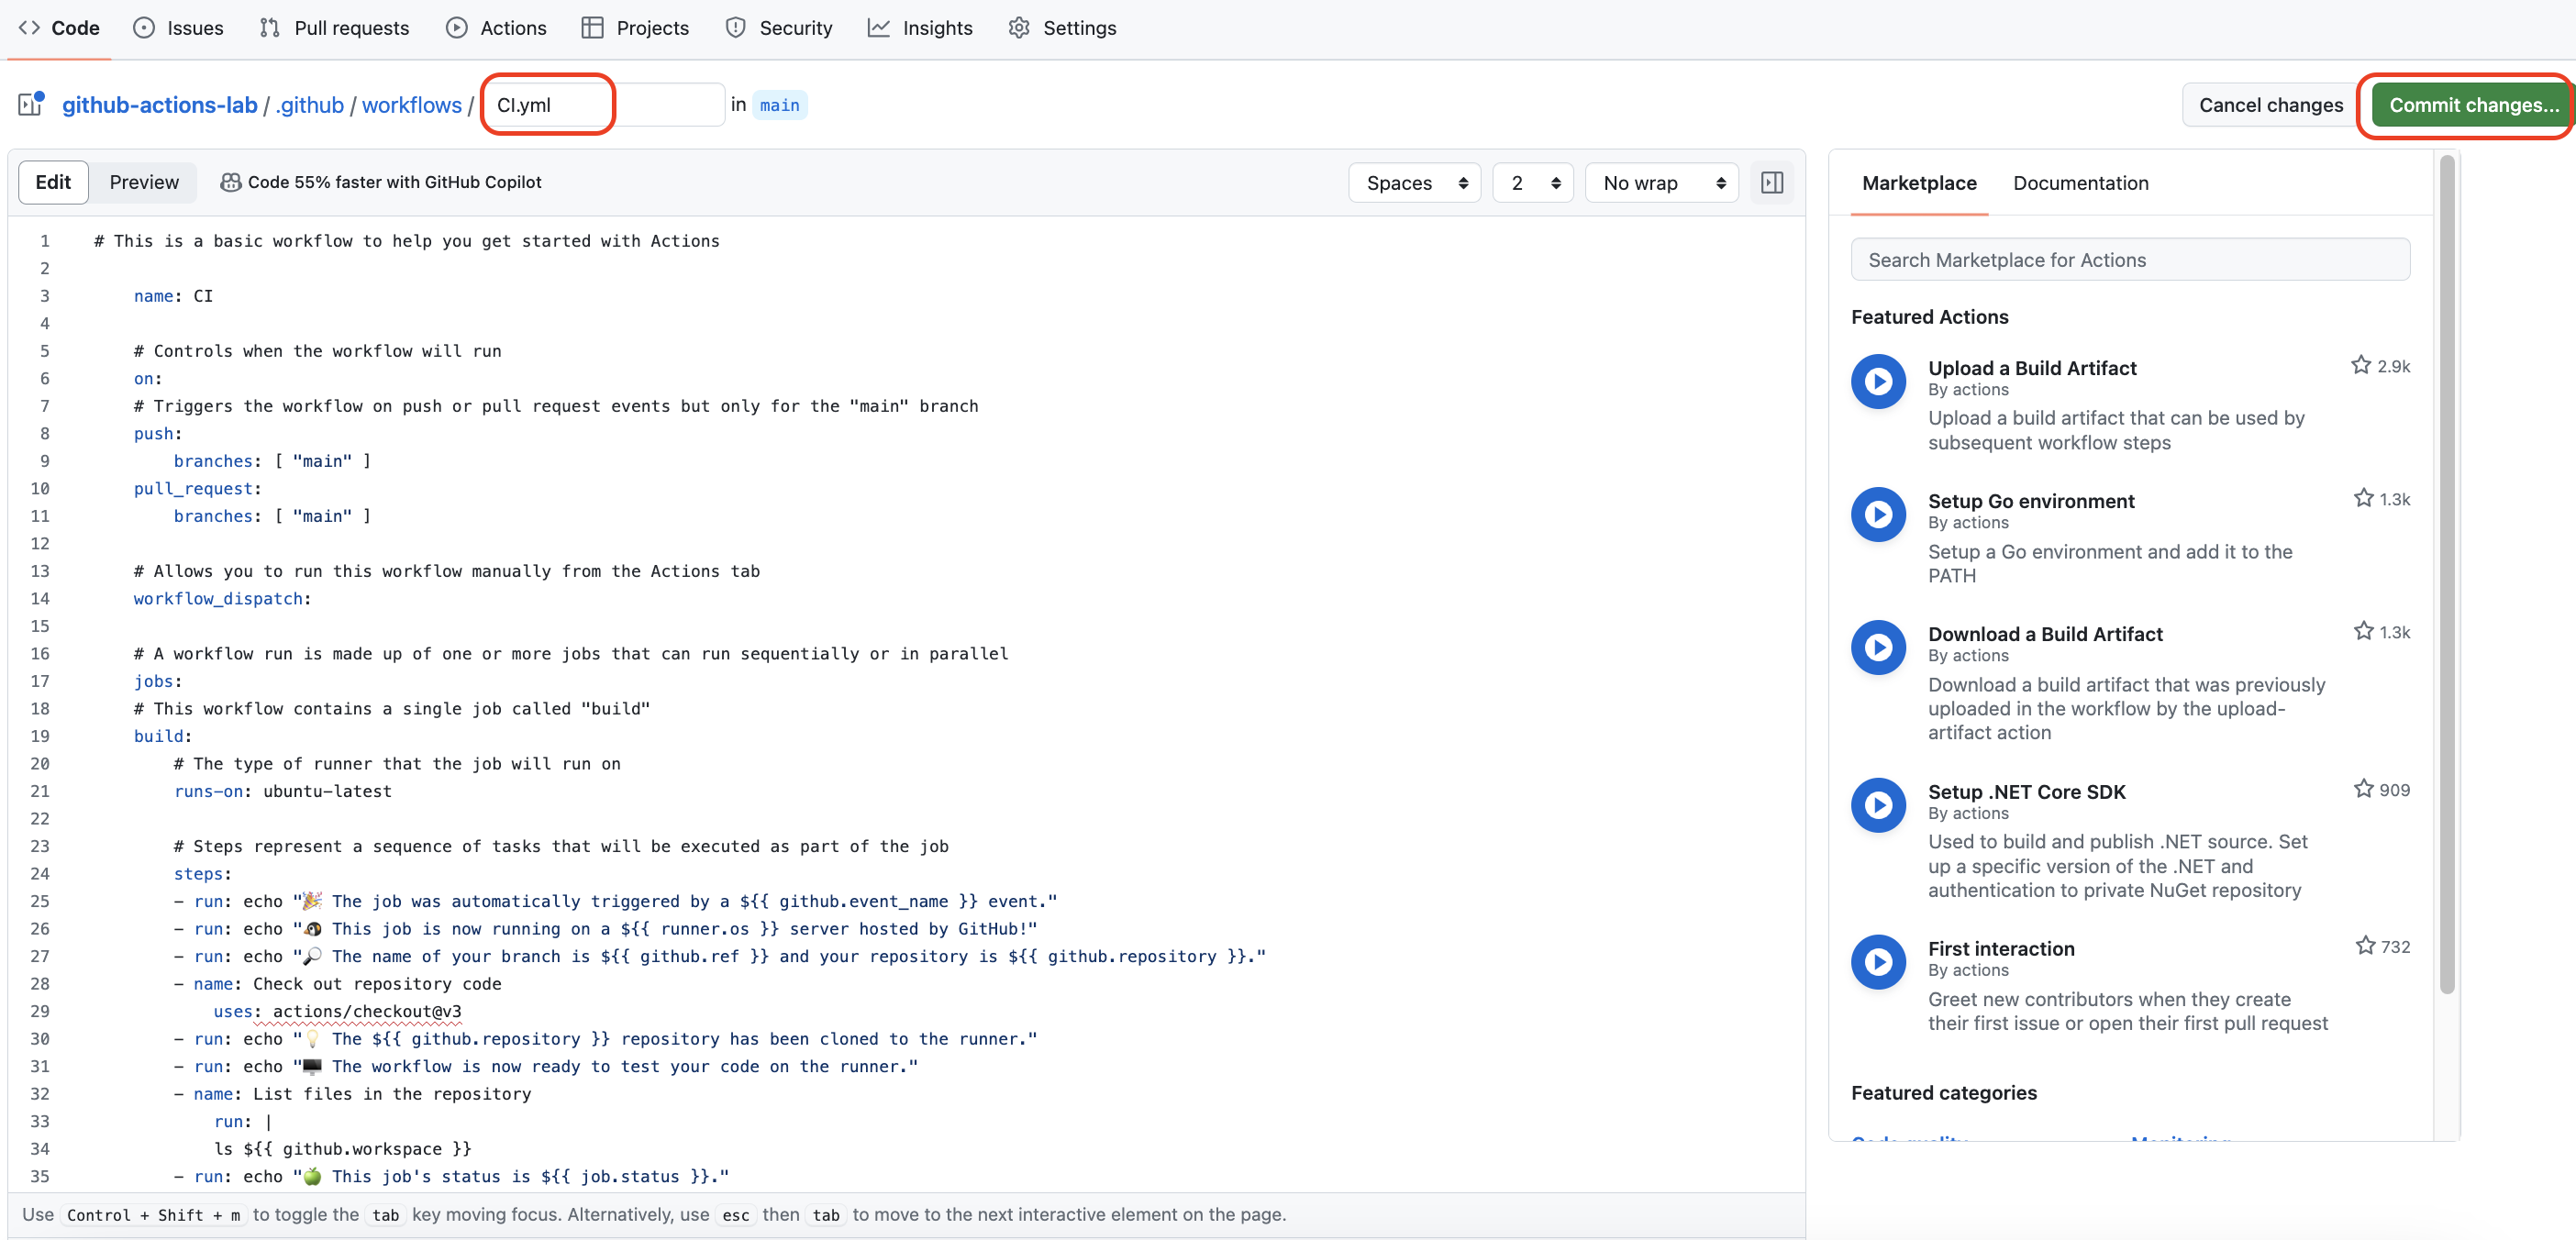 Code Issues Pull requests Actions Projects Security Insights Settings
github-actions-lab / .github / workflows / CI.yml in main Cancel changes Commit changes...
Edit Preview Code 55% faster with GitHub Copilot Spaces 2 No wrap
1 # This is a basic workflow to help you get started with Actions
2
3 name: CI
4
5 # Controls when the workflow will run
6 on:
7 # Triggers the workflow on push or pull request events but only for the "main" branch
8 push:
9 branches: [ "main" ]
10 pull_request:
11 branches: [ "main" ]
12
13 # Allows you to run this workflow manually from the Actions tab
14 workflow_dispatch:
15
16 # A workflow run is made up of one or more jobs that can run sequentially or in parallel
17 jobs:
18 # This workflow contains a single job called "build"
19 build:
20 # The type of runner that the job will run on
21 runs-on: ubuntu-latest
22
23 # Steps represent a sequence of tasks that will be executed as part of the job
24 steps:
25 - run: echo "🎉 The job was automatically triggered by a ${{ github.event_name }} event."
26 - run: echo "🐧 This job is now running on a ${{ runner.os }} server hosted by GitHub!"
27 - run: echo "🔎 The name of your branch is ${{ github.ref }} and your repository is ${{ github.repository }}."
28 - name: Check out repository code
29 uses: actions/checkout@v3
30 - run: echo "💡 The ${{ github.repository }} repository has been cloned to the runner."
31 - run: echo "🖥️ The workflow is now ready to test your code on the runner."
32 - name: List files in the repository
33 run: |
34 ls ${{ github.workspace }}
35 - run: echo "🍏 This job's status is ${{ job.status }}."
Use Control + Shift + m to toggle the tab key moving focus. Alternatively, use esc then tab to move to the next interactive element on the page.
Marketplace Documentation
Search Marketplace for Actions
Featured Actions
Upload a Build Artifact 2.9k
By actions
Upload a build artifact that can be used by
subsequent workflow steps
Setup Go environment 1.3k
By actions
Setup a Go environment and add it to the
PATH
Download a Build Artifact 1.3k
By actions
Download a build artifact that was previously
uploaded in the workflow by the upload-
artifact action
Setup .NET Core SDK 909
By actions
Used to build and publish .NET source. Set
up a specific version of the .NET and
authentication to private NuGet repository
First interaction 732
By actions
Greet new contributors when they create
their first issue or open their first pull request
Featured categories
Code quality Monitoring